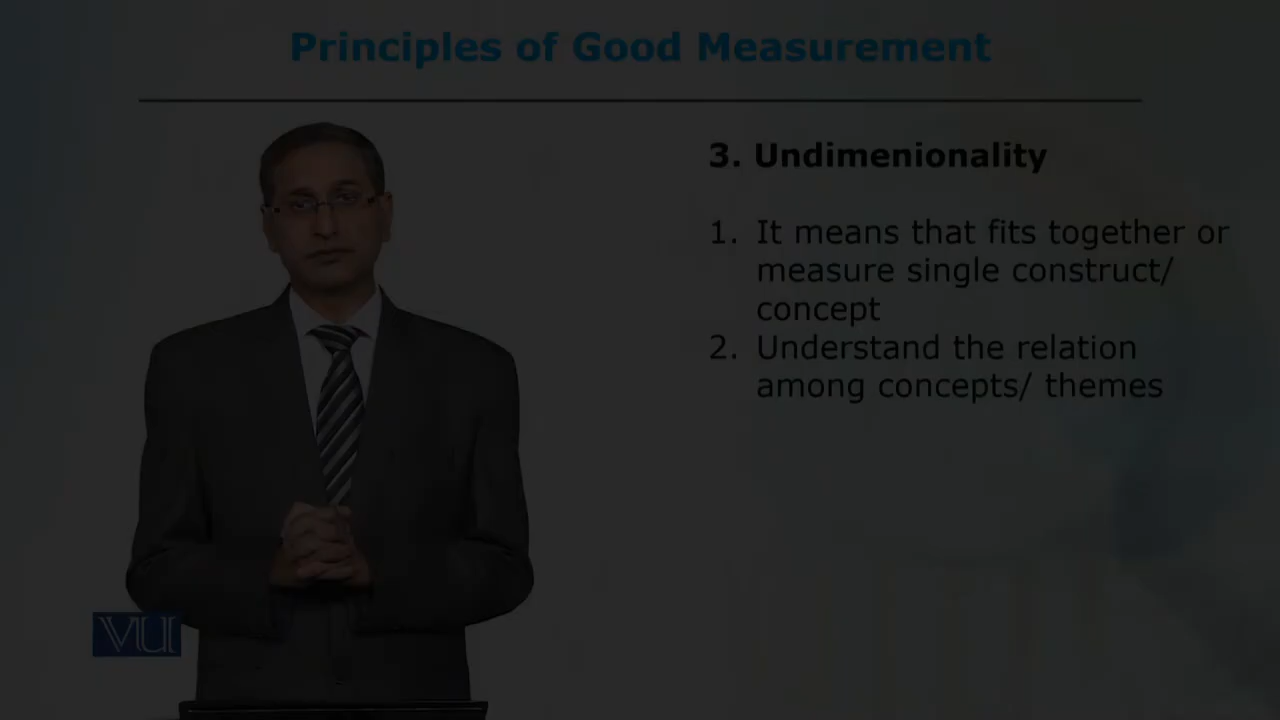 Principles of Good Measurement
3. Undimenionality
1. It means that fits together or
measure single construct/
concept
2. Understand the relation
among concepts/ themes
VU